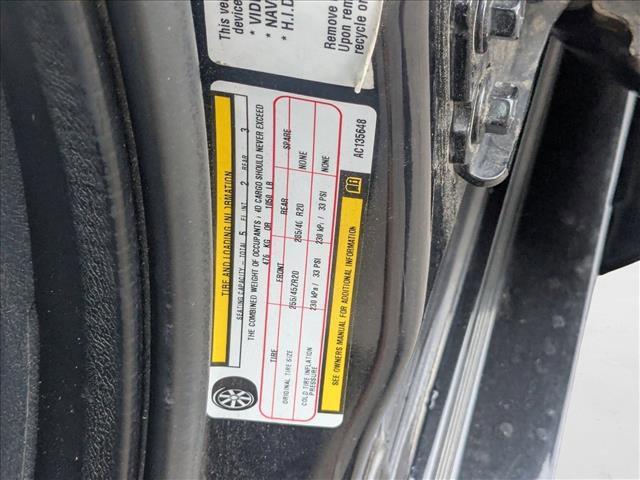 This ve
device
* VID
* NAV
* H.I.D
Remove
Upon rem
recycle or
TIRE AND LOADING INFORMATION
SEATING CAPACITY - TOTAL 5 FRONT 2 REAR 3
THE COMBINED WEIGHT OF OCCUPANTS AND CARGO SHOULD NEVER EXCEED
476 KG OR 1050 LB
TIRE FRONT REAR SPARE
ORIGINAL TIRE SIZE 255/45ZR20 285/40 R20 NONE
COLD TIRE INFLATION PRESSURE 230 kPa / 33 PSI 230 kPa / 33 PSI NONE
SEE OWNERS MANUAL FOR ADDITIONAL INFORMATION
AC135648